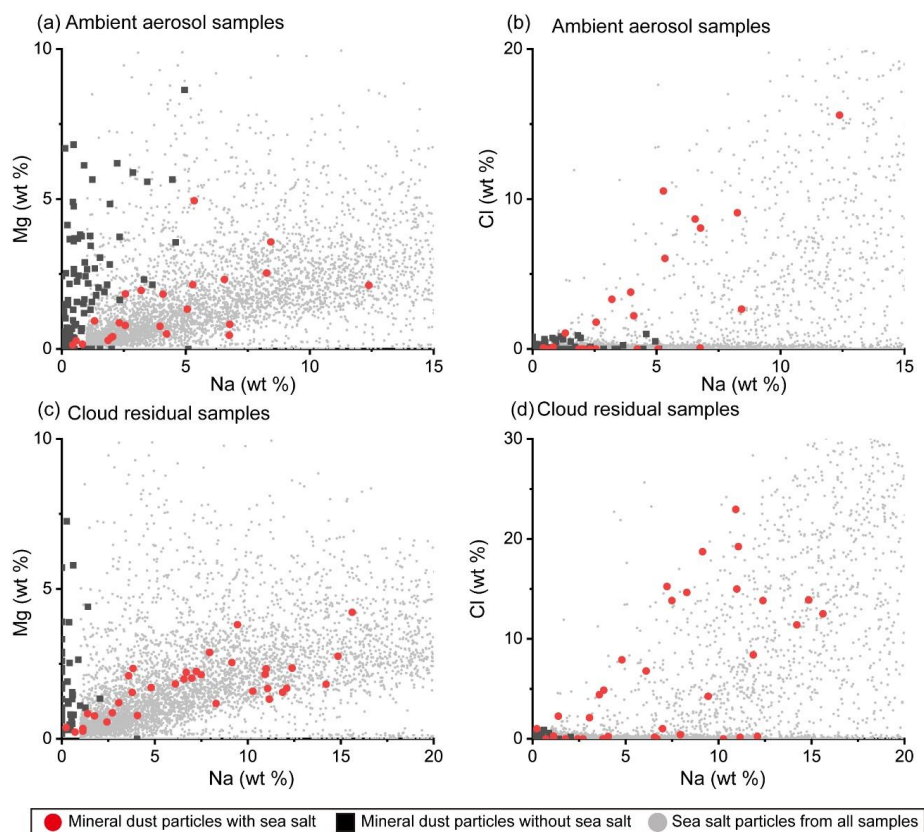 (a) Ambient aerosol samples
10
5
0
Mg (wt %)
0 5 10 15
Na (wt %)
(b) Ambient aerosol samples
20
10
0
Cl (wt %)
0 5 10 15
Na (wt %)
(c) Cloud residual samples
10
5
0
Mg (wt %)
0 5 10 15 20
Na (wt %)
(d) Cloud residual samples
30
20
10
0
Cl (wt %)
0 5 10 15 20
Na (wt %)
Mineral dust particles with sea salt Mineral dust particles without sea salt Sea salt particles from all samples